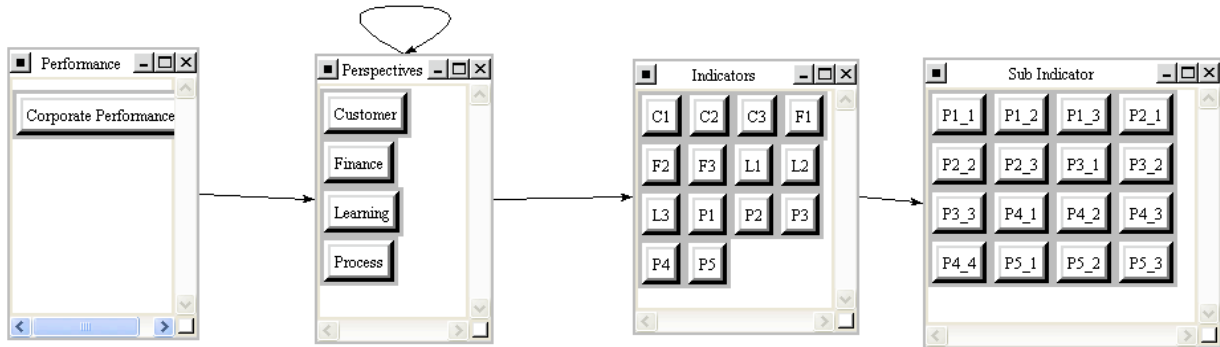 Performance
Corporate Performance
Perspectives
Customer
Finance
Learning
Process
Indicators
C1 C2 C3 F1
F2 F3 L1 L2
L3 P1 P2 P3
P4 P5
Sub Indicator
P1_1 P1_2 P1_3 P2_1
P2_2 P2_3 P3_1 P3_2
P3_3 P4_1 P4_2 P4_3
P4_4 P5_1 P5_2 P5_3